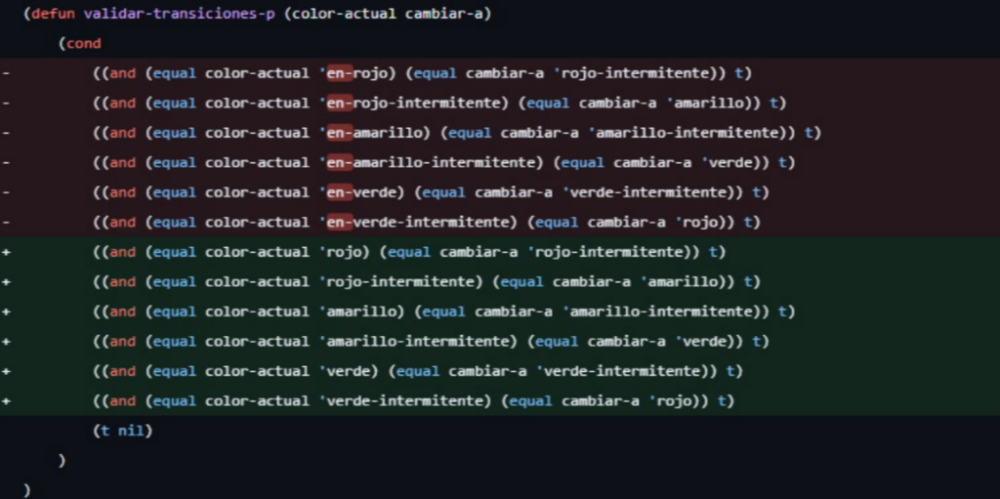 (defun validar-transiciones-p (color-actual cambiar-a)
(cond
- ((and (equal color-actual 'en-rojo) (equal cambiar-a 'rojo-intermitente)) t)
- ((and (equal color-actual 'en-rojo-intermitente) (equal cambiar-a 'amarillo)) t)
- ((and (equal color-actual 'en-amarillo) (equal cambiar-a 'amarillo-intermitente)) t)
- ((and (equal color-actual 'en-amarillo-intermitente) (equal cambiar-a 'verde)) t)
- ((and (equal color-actual 'en-verde) (equal cambiar-a 'verde-intermitente)) t)
- ((and (equal color-actual 'en-verde-intermitente) (equal cambiar-a 'rojo)) t)
+ ((and (equal color-actual 'rojo) (equal cambiar-a 'rojo-intermitente)) t)
+ ((and (equal color-actual 'rojo-intermitente) (equal cambiar-a 'amarillo)) t)
+ ((and (equal color-actual 'amarillo) (equal cambiar-a 'amarillo-intermitente)) t)
+ ((and (equal color-actual 'amarillo-intermitente) (equal cambiar-a 'verde)) t)
+ ((and (equal color-actual 'verde) (equal cambiar-a 'verde-intermitente)) t)
+ ((and (equal color-actual 'verde-intermitente) (equal cambiar-a 'rojo)) t)
(t nil)
)
)